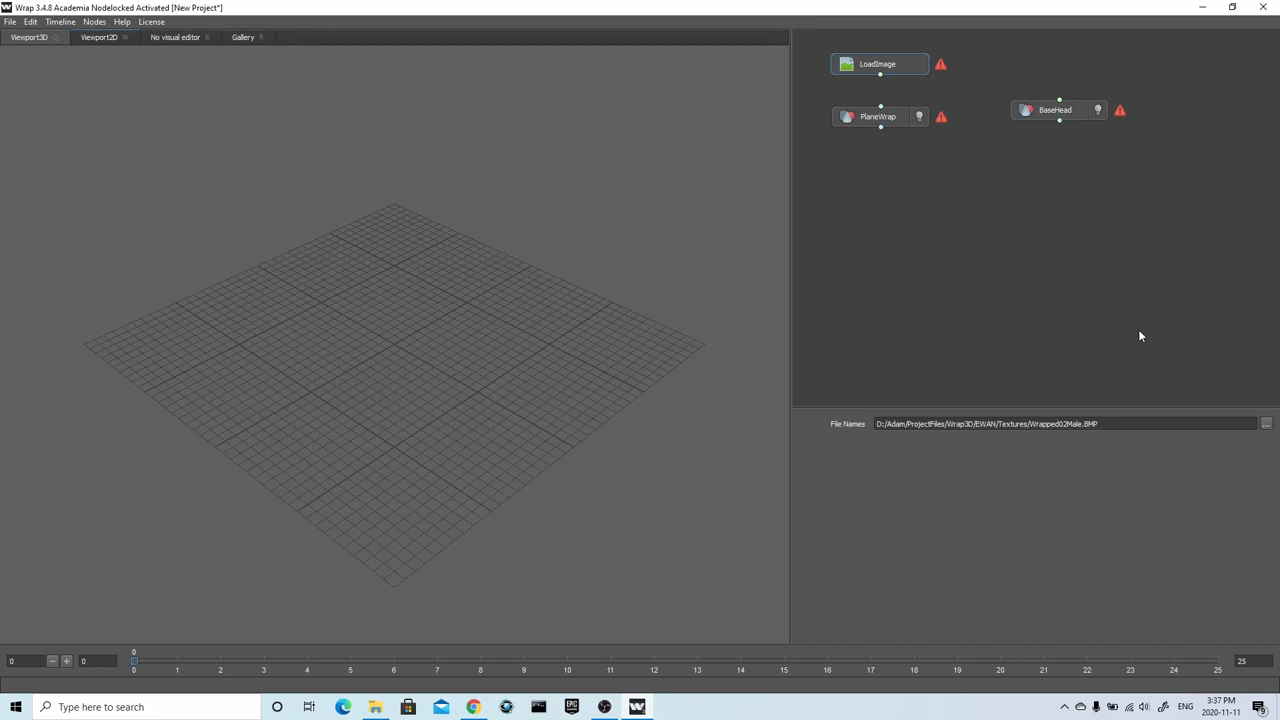 Wrap 3.4.8 Academia Nodelocked Activated [New Project*]
File Edit Timeline Nodes Help License
Viewport3D Q Viewport2D W No visual editor E Gallery R
LoadImage
PlaneWrap
BaseHead
File Names D:/Adam/ProjectFiles/Wrap3D/EWAN/Textures/Wrapped02Male.BMP ...
0
0 0 25
0 1 2 3 4 5 6 7 8 9 10 11 12 13 14 15 16 17 18 19 20 21 22 23 24 25
Type here to search
EPIC
ENG
3:37 PM
2020-11-11